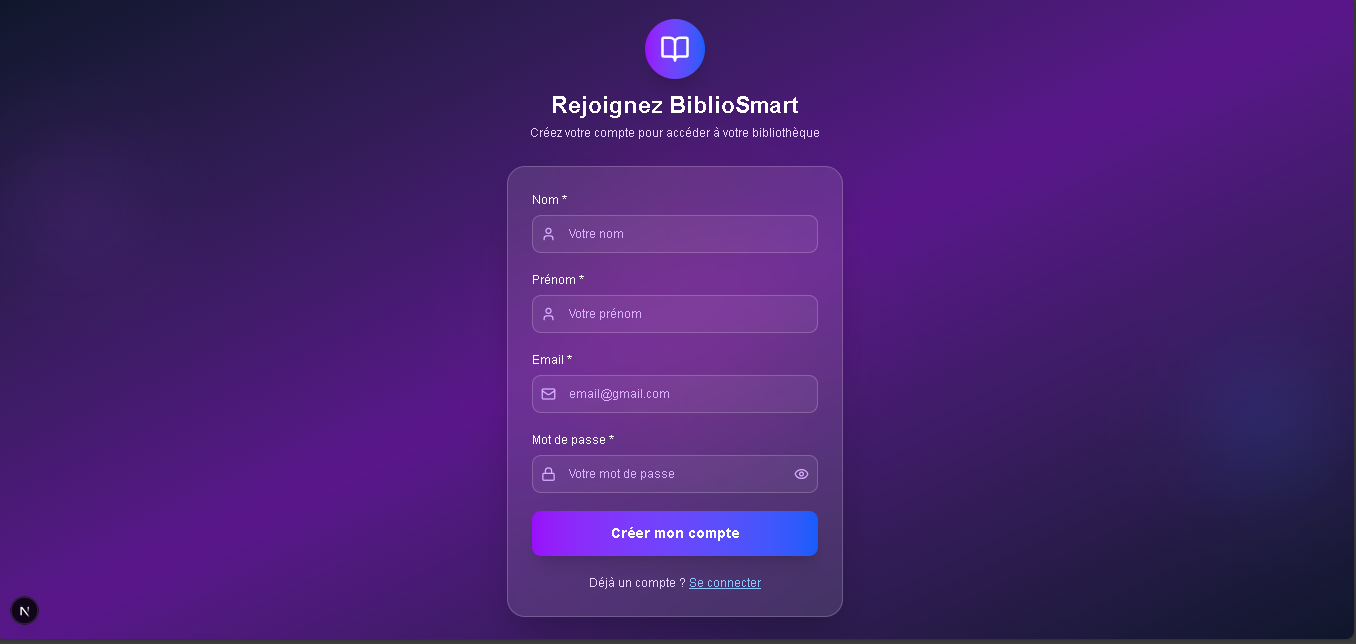 Rejoignez BiblioSmart
Créez votre compte pour accéder à votre bibliothèque
Nom *
Votre nom
Prénom *
Votre prénom
Email *
email@gmail.com
Mot de passe *
Votre mot de passe
Créer mon compte
Déjà un compte ? Se connecter
N